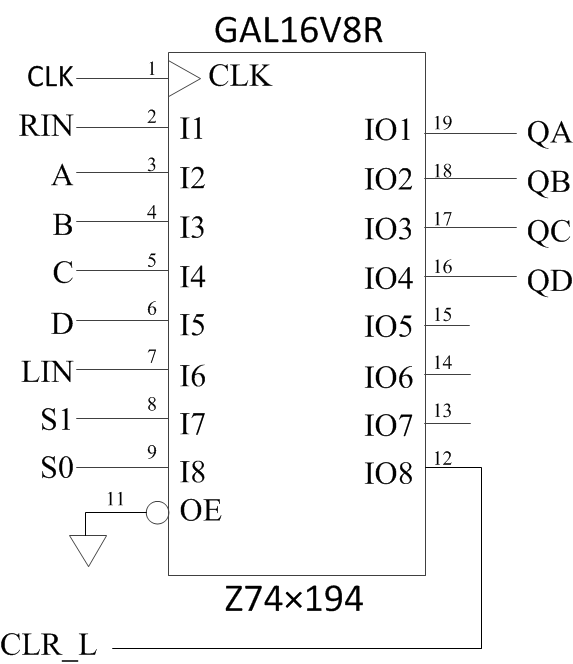 GAL16V8R
CLK 1 CLK
RIN 2 I1 IO1 19 QA
A 3 I2 IO2 18 QB
B 4 I3 IO3 17 QC
C 5 I4 IO4 16 QD
D 6 I5 IO5 15
LIN 7 I6 IO6 14
S1 8 I7 IO7 13
S0 9 I8 IO8 12
11 OE
Z74×194
CLR_L